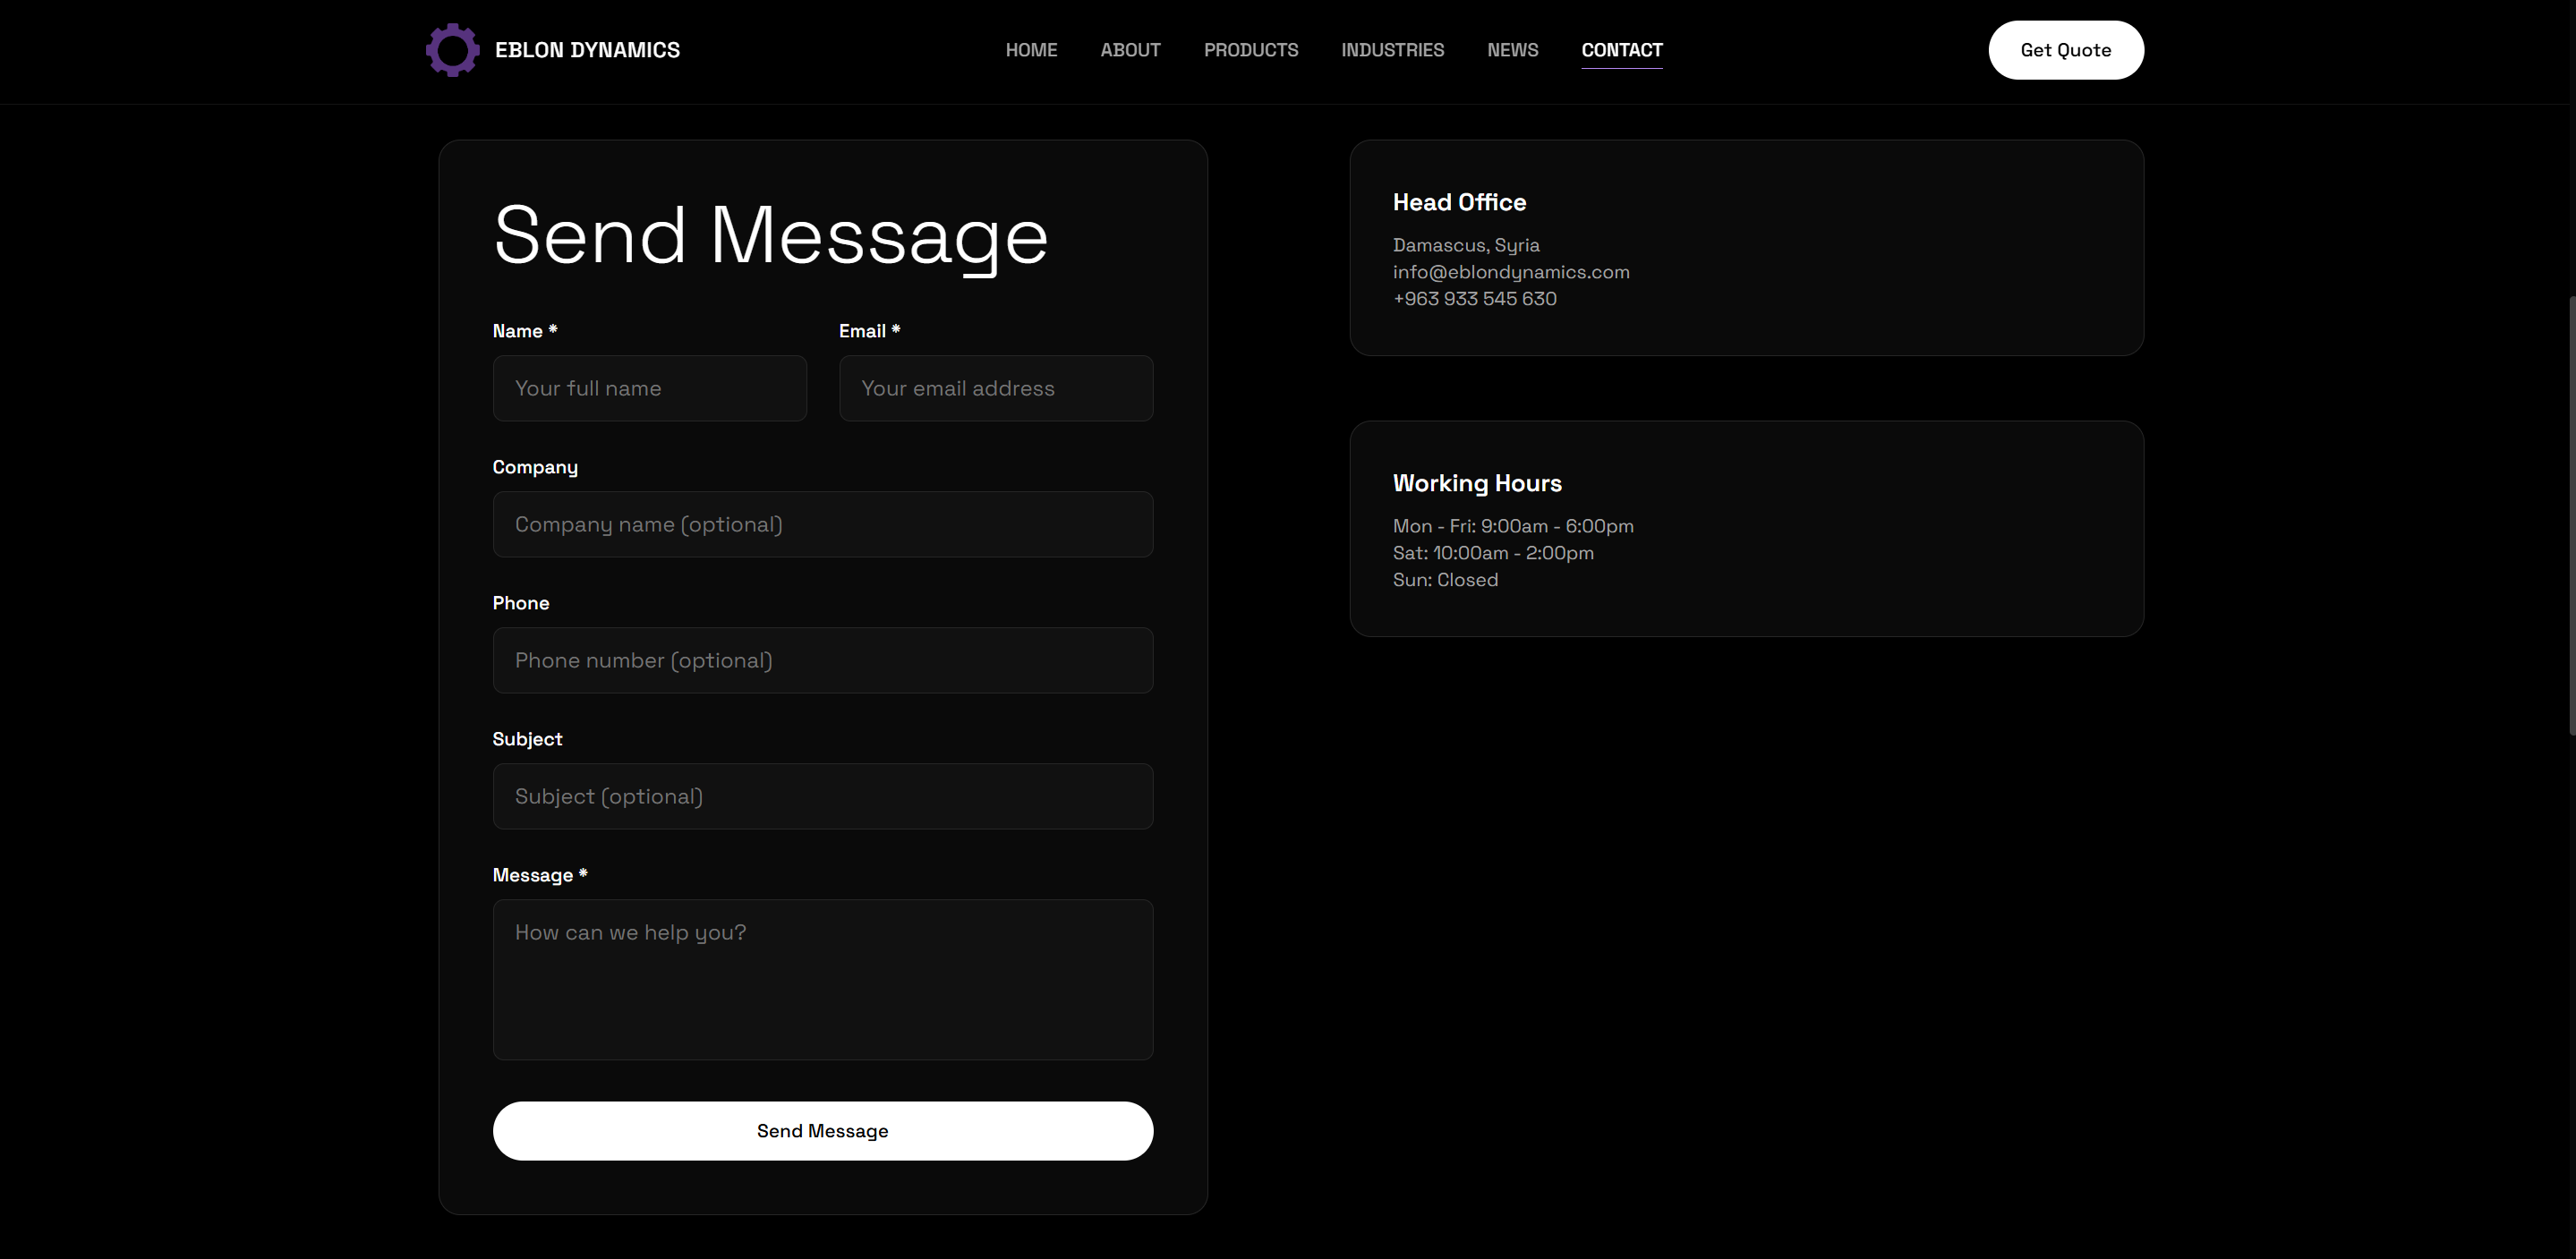 EBLON DYNAMICS
HOME ABOUT PRODUCTS INDUSTRIES NEWS CONTACT
Get Quote
Send Message
Name * Email *
Your full name Your email address
Company
Company name (optional)
Phone
Phone number (optional)
Subject
Subject (optional)
Message *
How can we help you?
Send Message
Head Office
Damascus, Syria
info@eblondynamics.com
+963 933 545 630
Working Hours
Mon - Fri: 9:00am - 6:00pm
Sat: 10:00am - 2:00pm
Sun: Closed